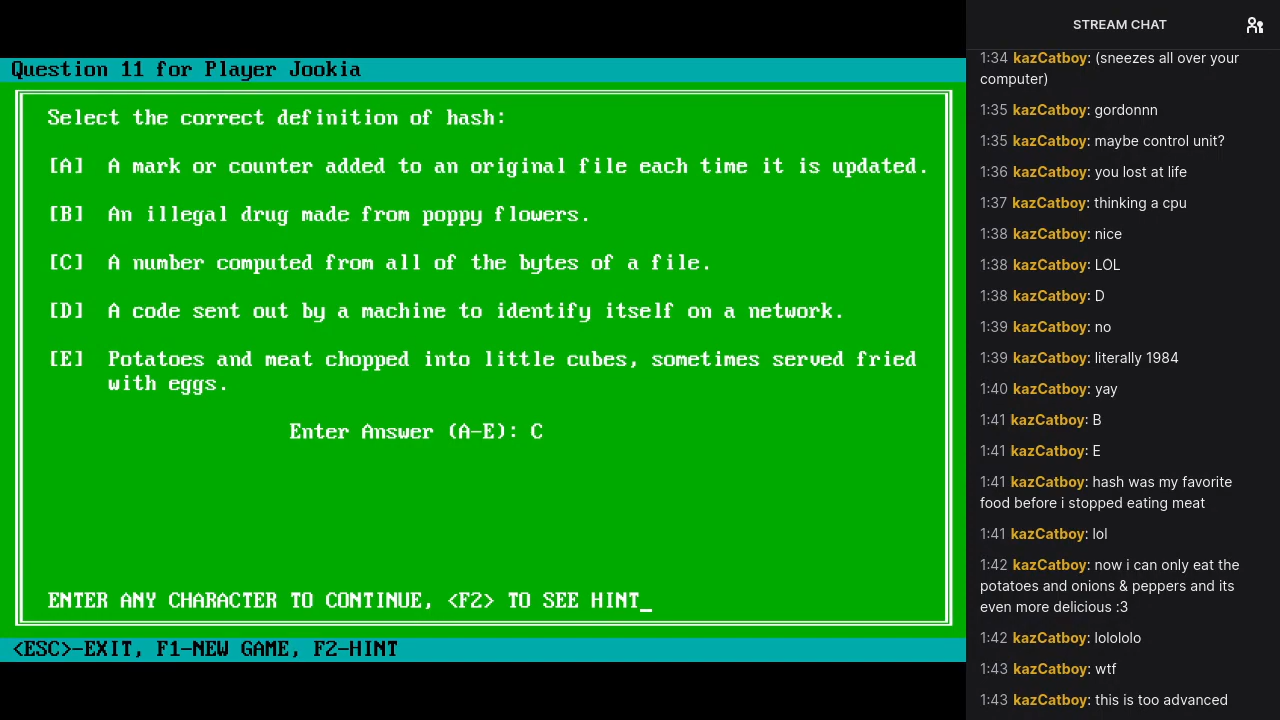 Question 11 for Player Jookia
Select the correct definition of hash:
[A] A mark or counter added to an original file each time it is updated.
[B] An illegal drug made from poppy flowers.
[C] A number computed from all of the bytes of a file.
[D] A code sent out by a machine to identify itself on a network.
[E] Potatoes and meat chopped into little cubes, sometimes served fried
with eggs.
Enter Answer (A-E): C
ENTER ANY CHARACTER TO CONTINUE, <F2> TO SEE HINT_
<ESC>-EXIT, F1-NEW GAME, F2-HINT
STREAM CHAT
1:34 kazCatboy: (sneezes all over your
computer)
1:35 kazCatboy: gordonnn
1:35 kazCatboy: maybe control unit?
1:36 kazCatboy: you lost at life
1:37 kazCatboy: thinking a cpu
1:38 kazCatboy: nice
1:38 kazCatboy: LOL
1:38 kazCatboy: D
1:39 kazCatboy: no
1:39 kazCatboy: literally 1984
1:40 kazCatboy: yay
1:41 kazCatboy: B
1:41 kazCatboy: E
1:41 kazCatboy: hash was my favorite
food before i stopped eating meat
1:41 kazCatboy: lol
1:42 kazCatboy: now i can only eat the
potatoes and onions & peppers and its
even more delicious :3
1:42 kazCatboy: lolololo
1:43 kazCatboy: wtf
1:43 kazCatboy: this is too advanced